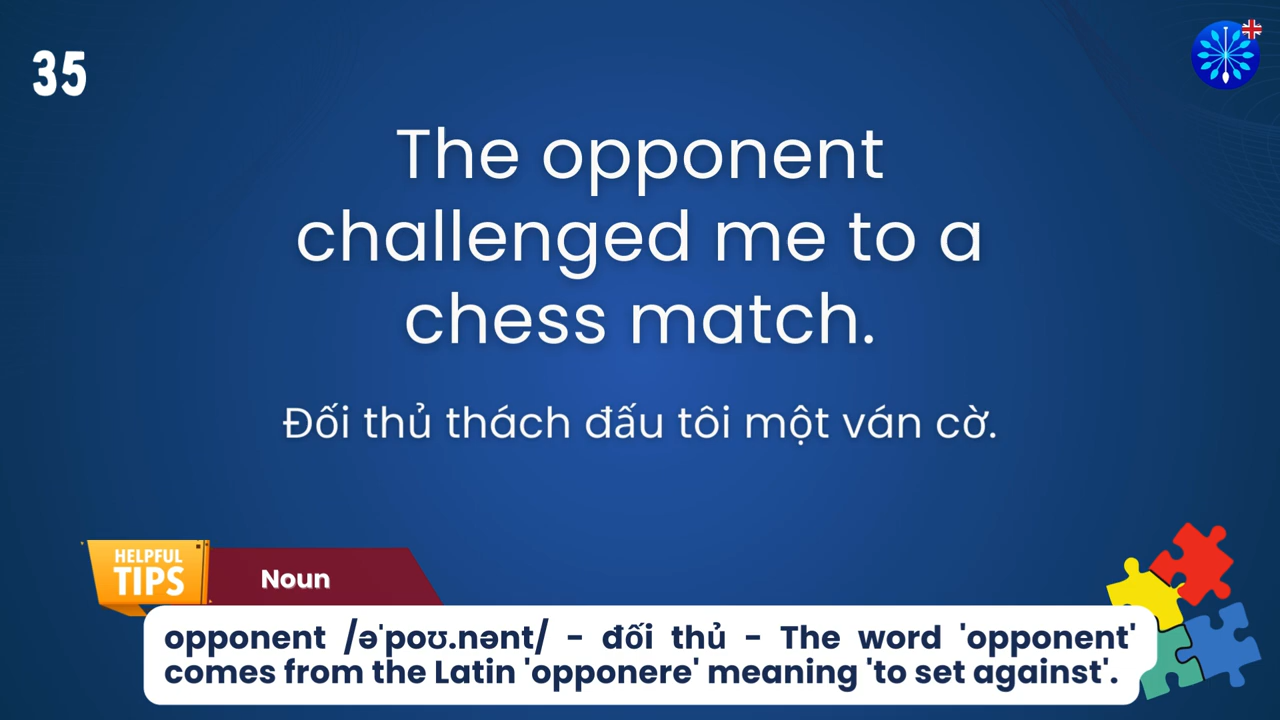 35
The opponent
challenged me to a
chess match.
Đối thủ thách đấu tôi một ván cờ.
HELPFUL
TIPS
Noun
opponent /əˈpoʊ.nənt/ - đối thủ - The word 'opponent'
comes from the Latin 'opponere' meaning 'to set against'.